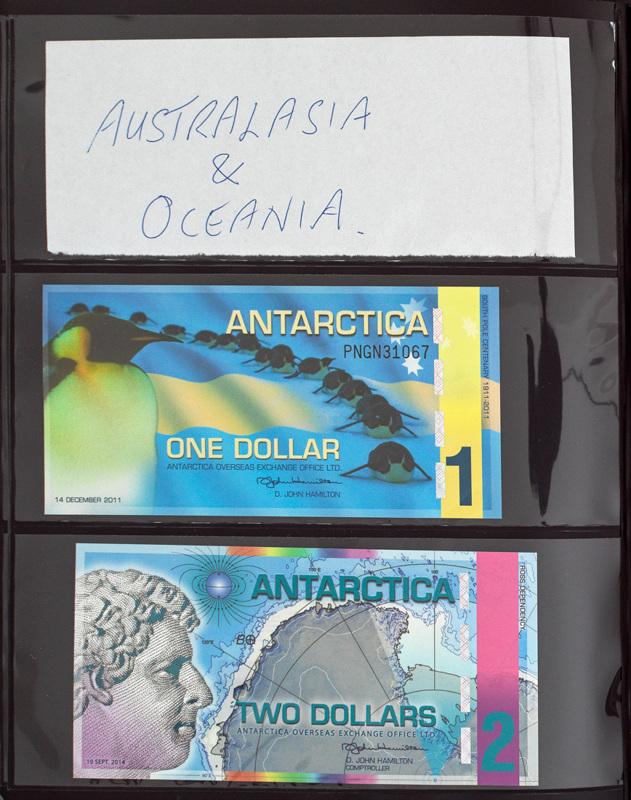 AUSTRALASIA
&
OCEANIA.
ANTARCTICA
PNGN31067
SOUTH POLE CENTENARY 1911-2011
ONE DOLLAR
ANTARCTICA OVERSEAS EXCHANGE OFFICE LTD.
D. JOHN HAMILTON
14 DECEMBER 2011
1
ANTARCTICA
ROSS DEPENDENCY
TWO DOLLARS
ANTARCTICA OVERSEAS EXCHANGE OFFICE LTD.
D. JOHN HAMILTON
COMPTROLLER
19 SEPT. 2014
2